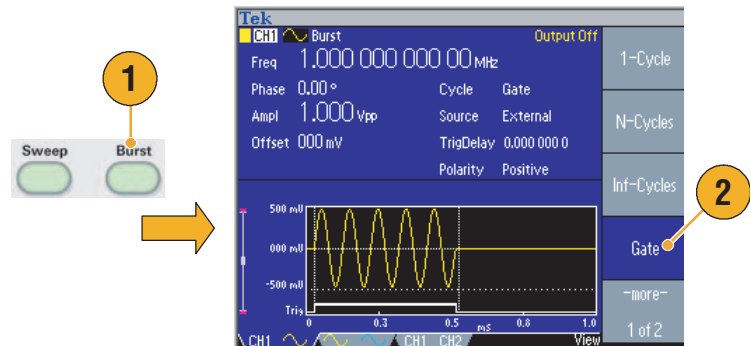 1
Sweep
Burst
Tek
CH1 Burst Output Off
Freq 1.000 000 000 00 MHz
Phase 0.00 °
Cycle Gate
Ampl 1.000 Vpp
Source External
Offset 000 mV
TrigDelay 0.000 000 0
Polarity Positive
500 mV
000 mV
-500 mV
Trig
0 0.3 0.5 ms 0.8 1.0
CH1 CH1 CH2 View
1-Cycle
N-Cycles
Inf-Cycles
Gate
2
-more-
1 of 2